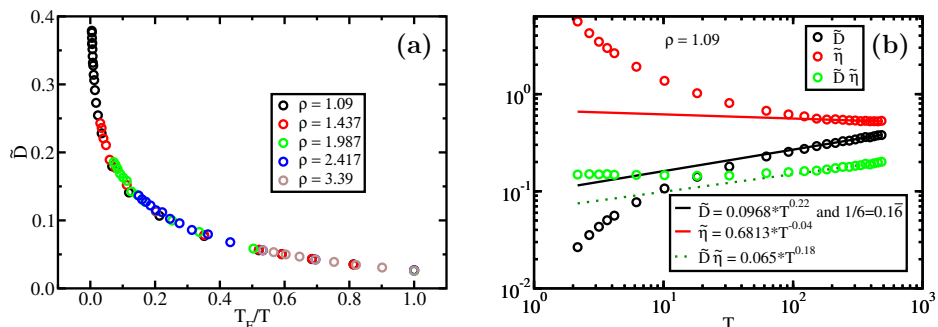 0.4
0.3
0.2
0.1
0.0
D̃
0.0 0.2 0.4 0.6 0.8 1.0
T_F/T
(a)
ρ = 1.09
ρ = 1.437
ρ = 1.987
ρ = 2.417
ρ = 3.39
10^0
10^-1
10^-2
10^0 10^1 10^2 10^3
T
ρ = 1.09
D̃
η̃
D̃ η̃
(b)
D̃ = 0.0968*T^0.22 and 1/6=0.16̅
η̃ = 0.6813*T^-0.04
D̃ η̃ = 0.065*T^0.18